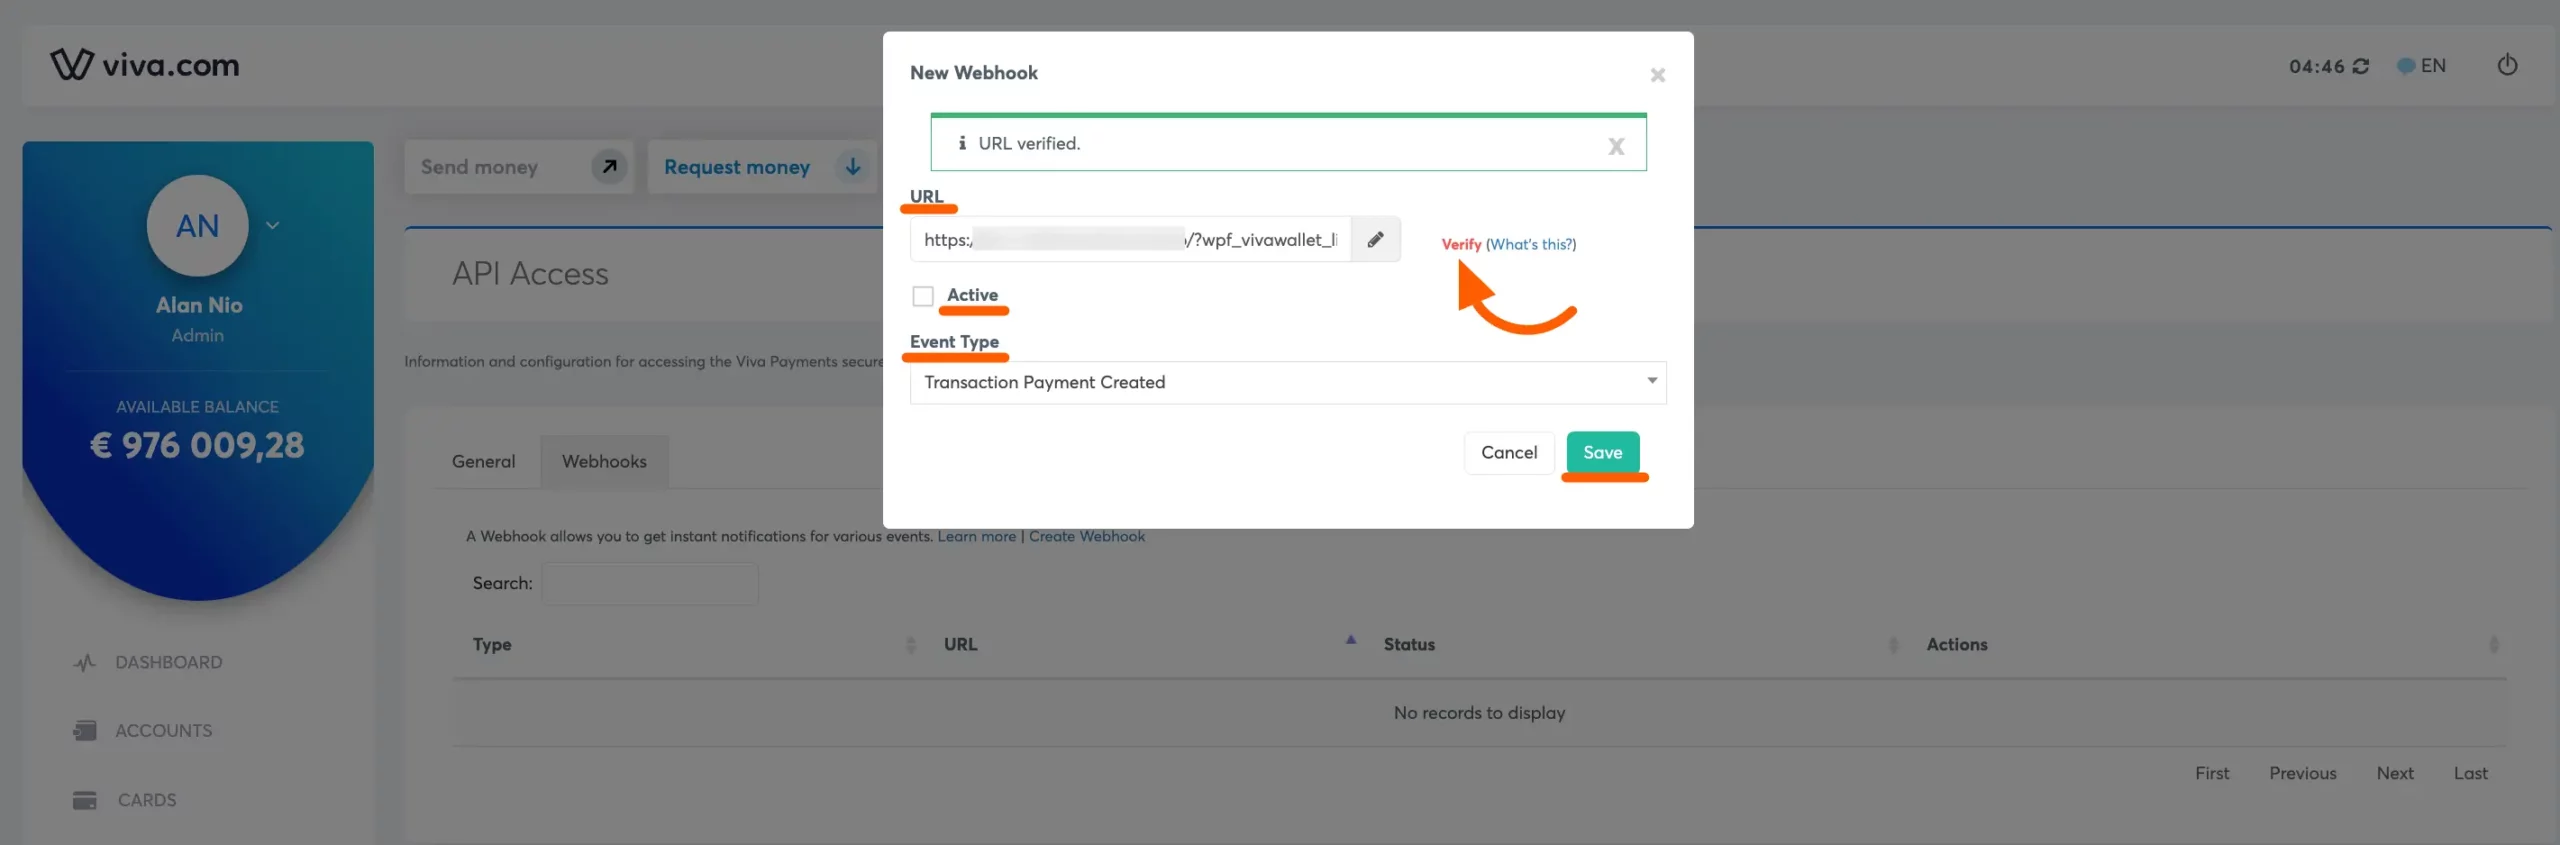 viva.com
04:46
EN
AN
Alan Nio
Admin
AVAILABLE BALANCE
€ 976 009,28
DASHBOARD
ACCOUNTS
CARDS
Send money
Request money
API Access
Information and configuration for accessing the Viva Payments secure
General
Webhooks
A Webhook allows you to get instant notifications for various events. Learn more | Create Webhook
Search:
Type
URL
Status
Actions
No records to display
First
Previous
Next
Last
New Webhook
URL verified.
URL
https:/
/?wpf_vivawallet_li
Verify (What's this?)
Active
Event Type
Transaction Payment Created
Cancel
Save